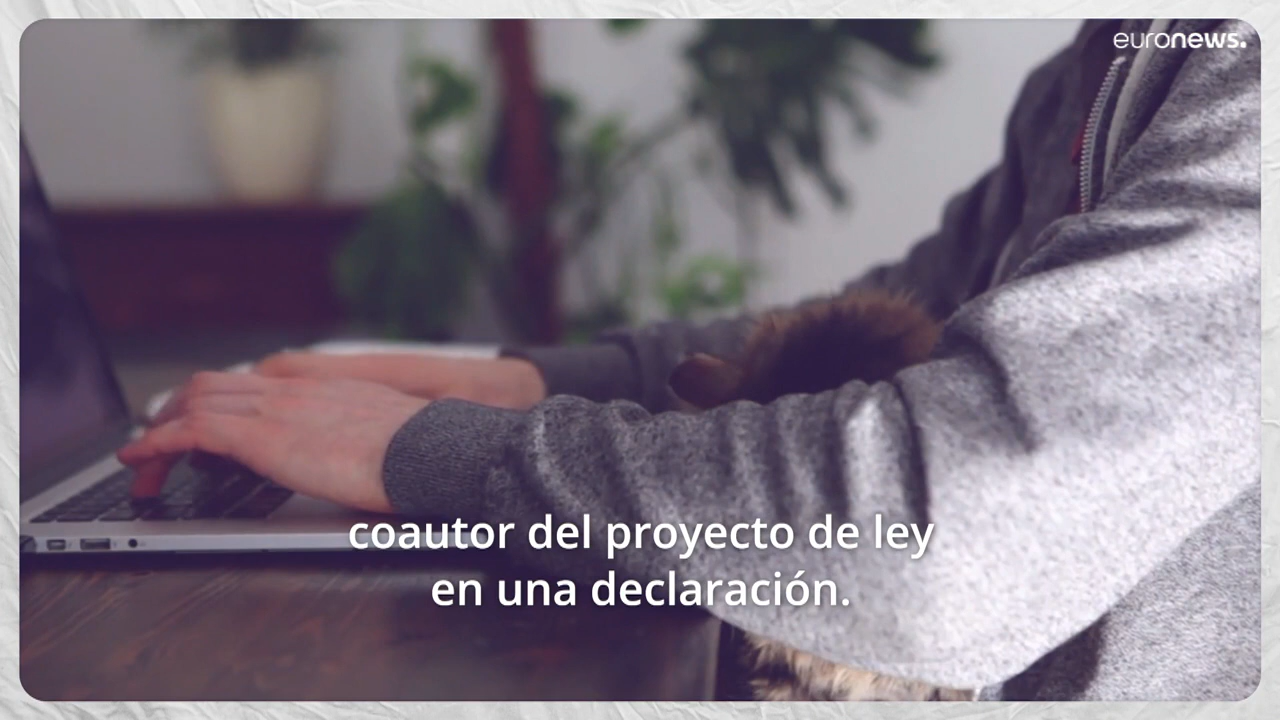 euronews.
coautor del proyecto de ley
en una declaración.